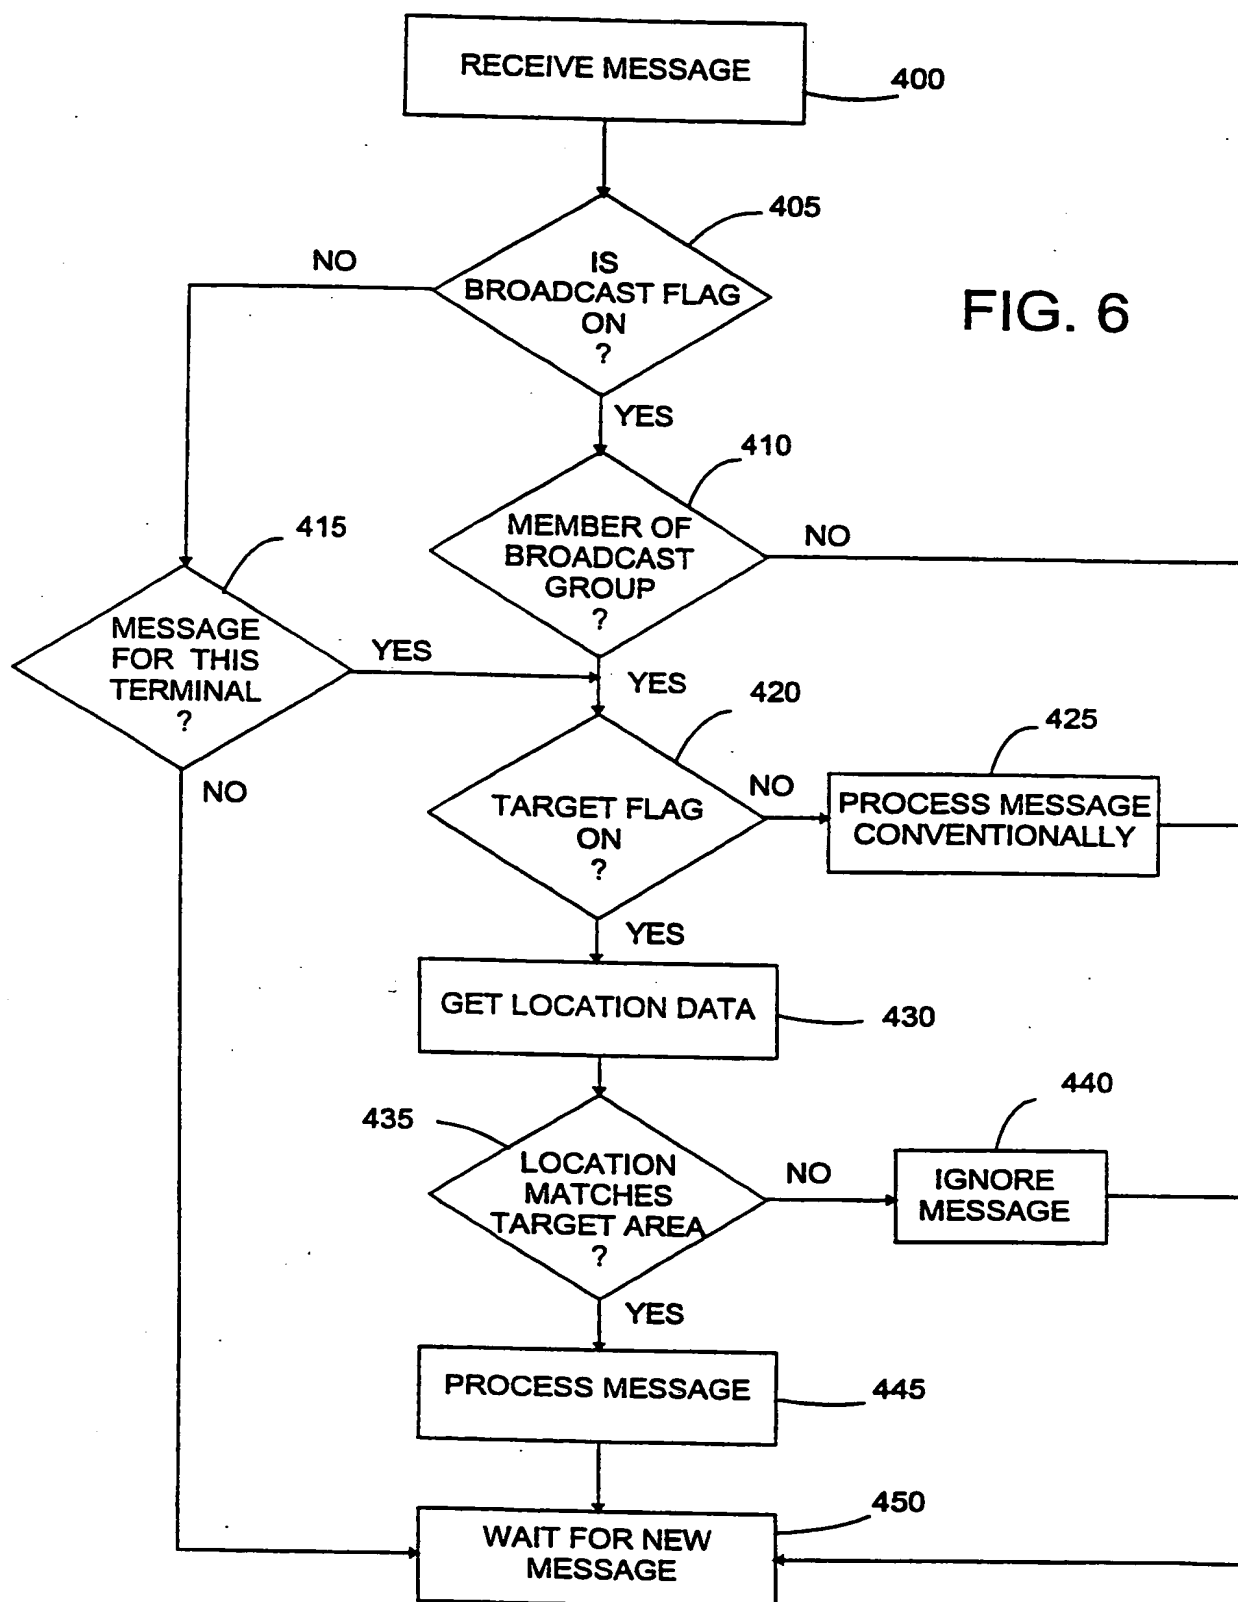 RECEIVE MESSAGE
400
405
IS
BROADCAST FLAG
ON
?
NO
FIG. 6
YES
410
MEMBER OF
BROADCAST
GROUP
?
NO
415
MESSAGE
FOR THIS
TERMINAL
?
YES
YES
NO
420
TARGET FLAG
ON
?
NO
425
PROCESS MESSAGE
CONVENTIONALLY
YES
GET LOCATION DATA
430
435
LOCATION
MATCHES
TARGET AREA
?
NO
440
IGNORE
MESSAGE
YES
PROCESS MESSAGE
445
450
WAIT FOR NEW
MESSAGE